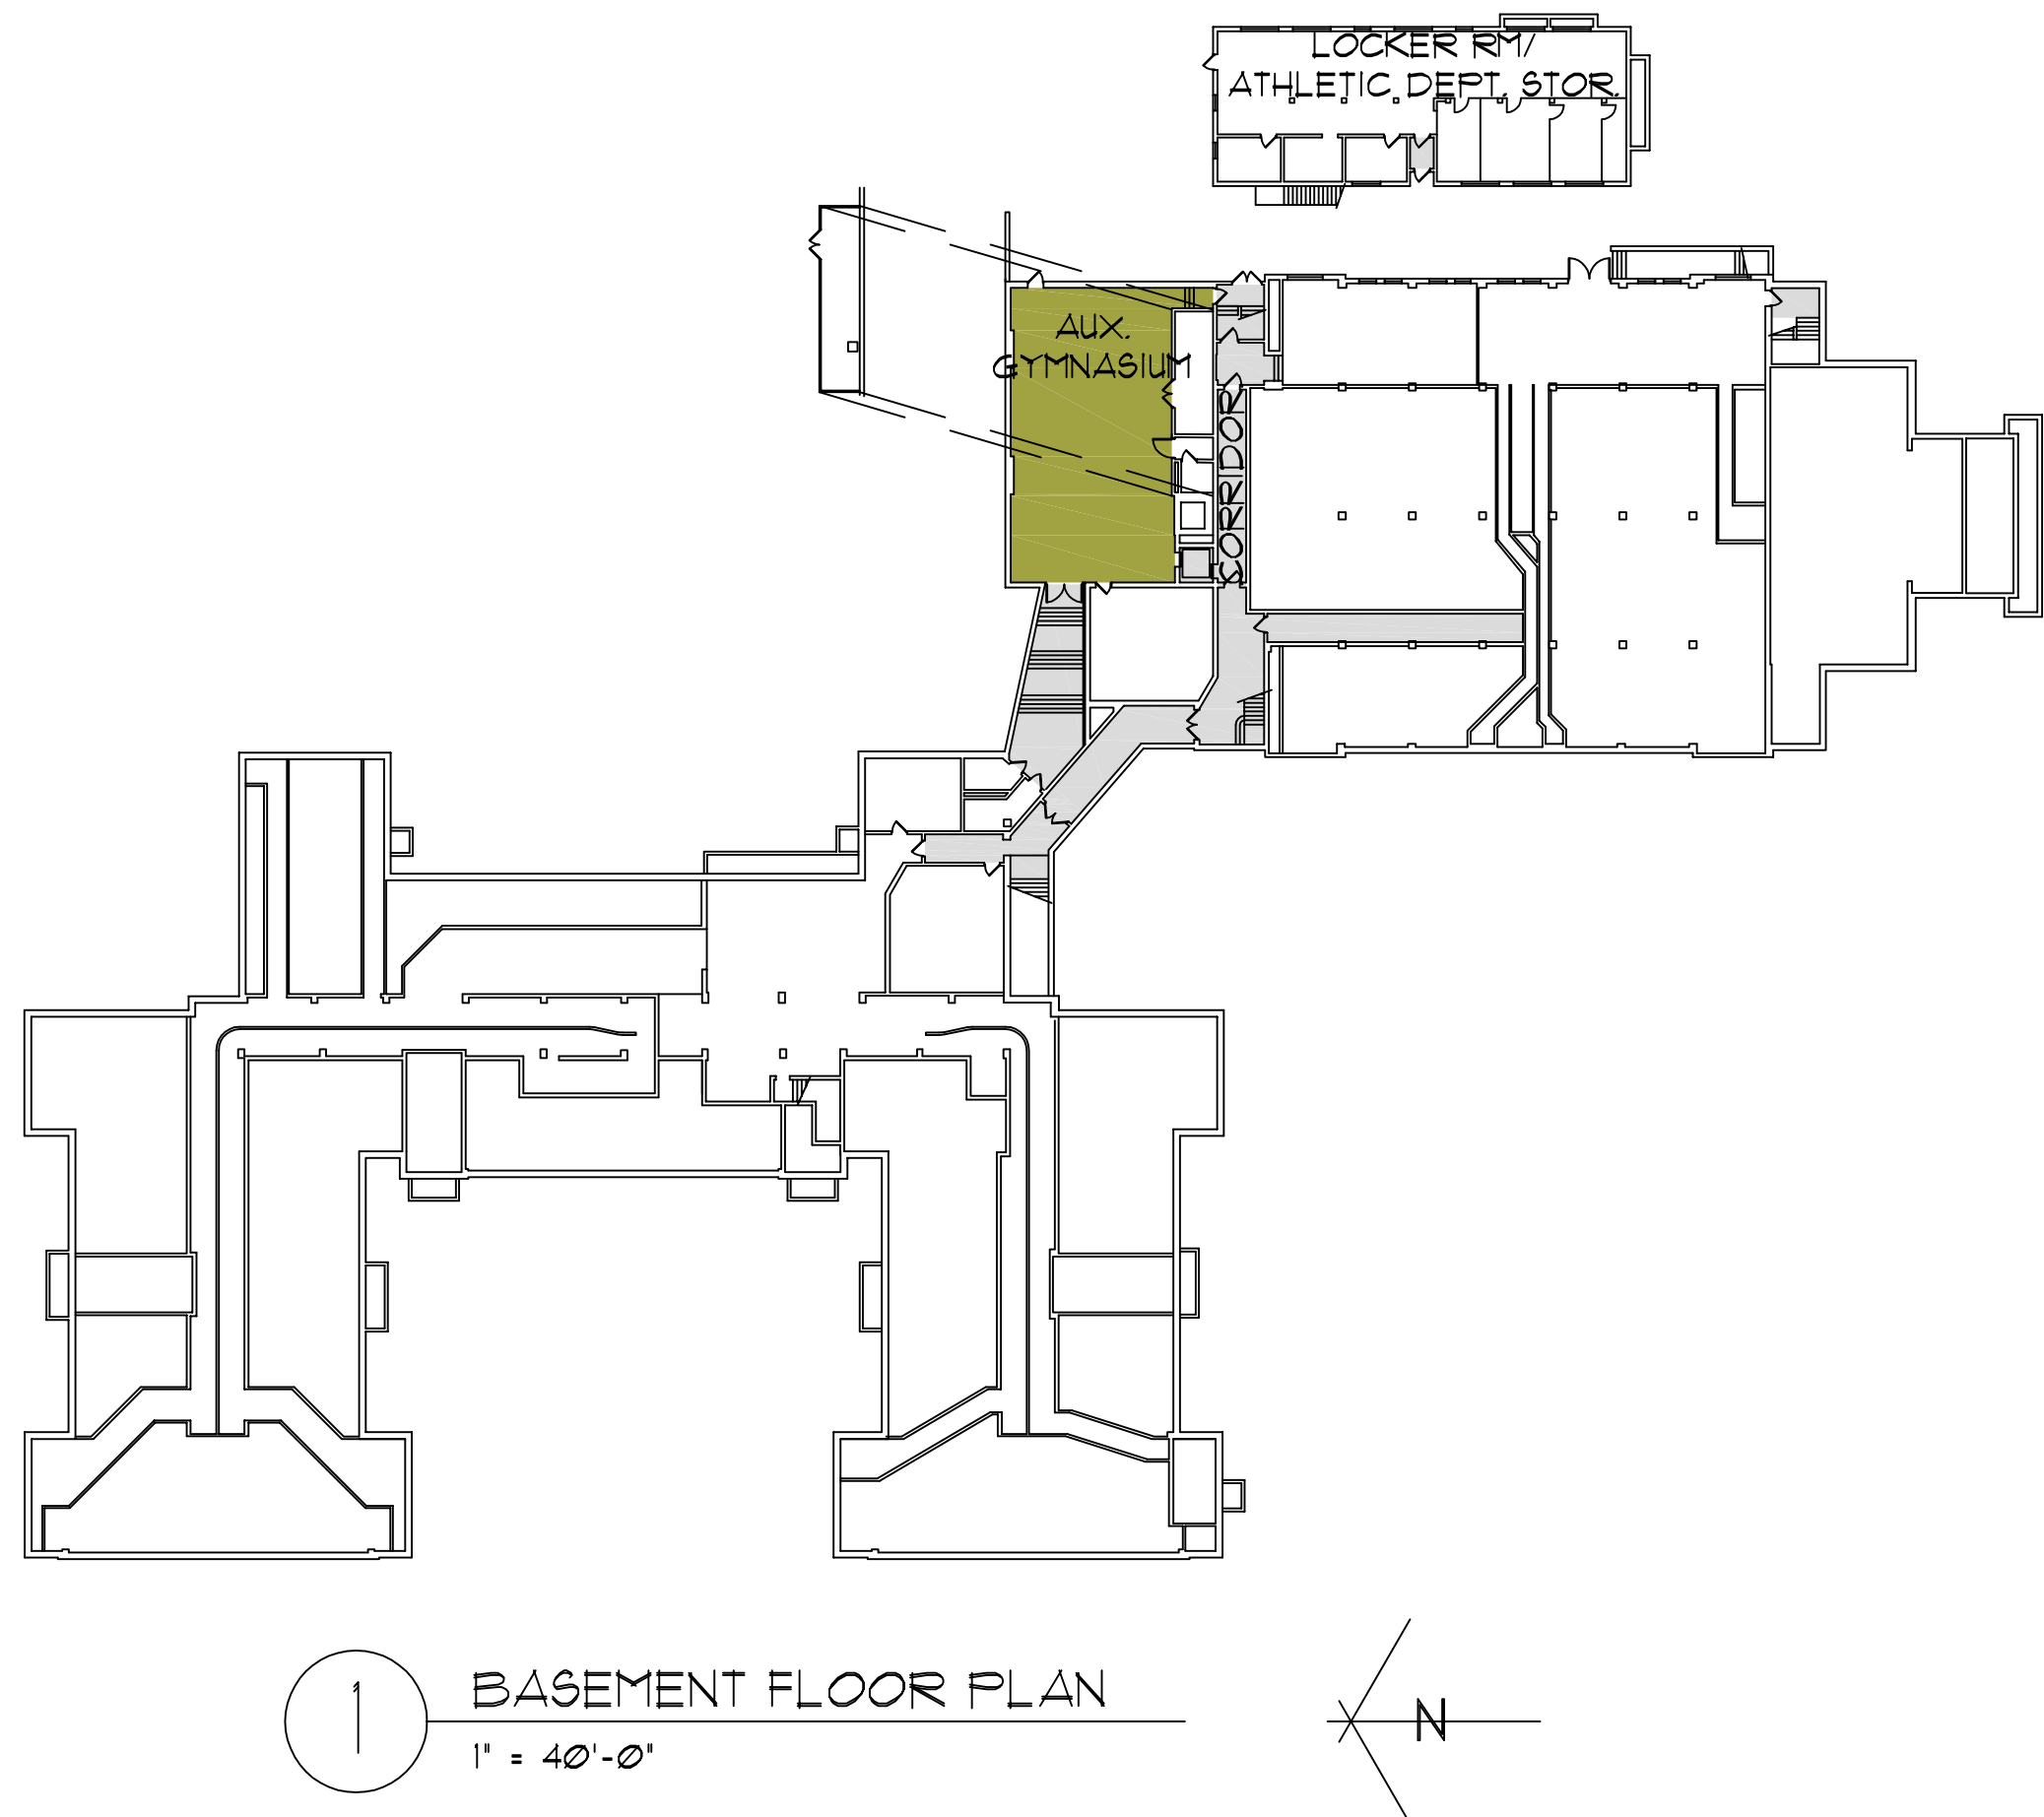 LOCKER RM/
ATHLETIC DEPT. STOR.
AUX.
GYMNASIUM
CORRIDOR
1
BASEMENT FLOOR PLAN
1" = 40'-0"
N